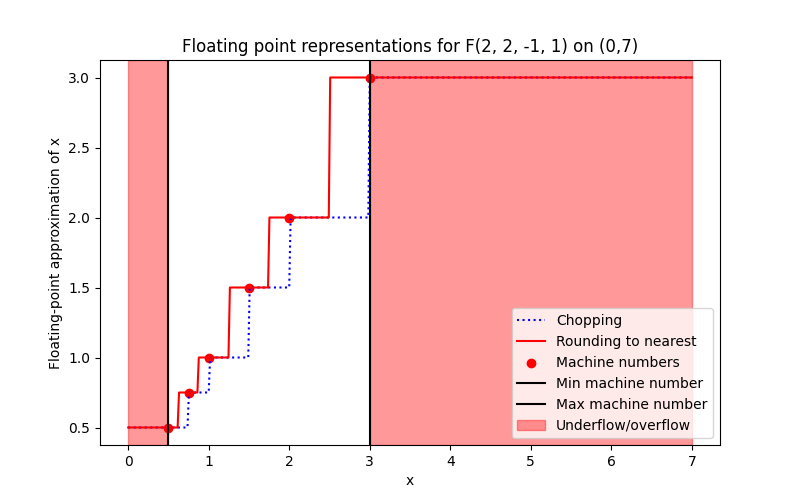 Floating point representations for F(2, 2, -1, 1) on (0,7)
Floating-point approximation of x
3.0
2.5
2.0
1.5
1.0
0.5
Chopping
Rounding to nearest
Machine numbers
Min machine number
Max machine number
Underflow/overflow
0 1 2 3 4 5 6 7
x